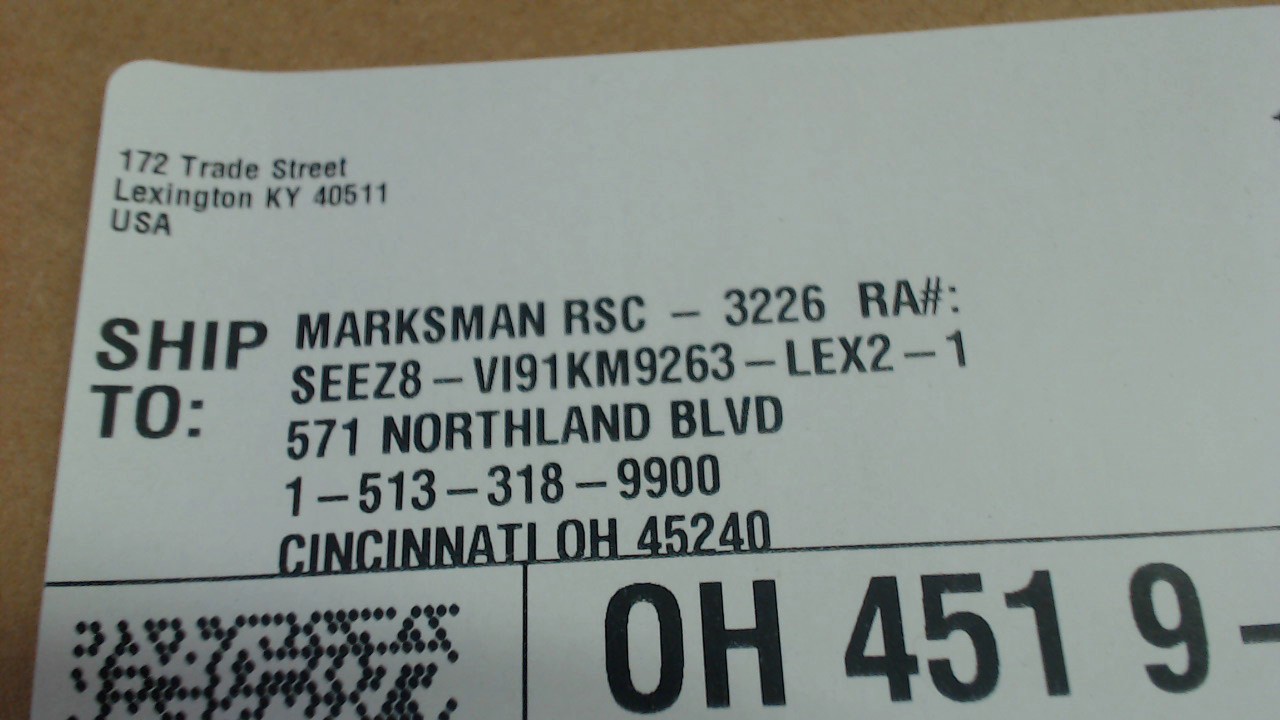 172 Trade Street
Lexington KY 40511
USA
SHIP TO:
MARKSMAN RSC - 3226 RA#:
SEEZ8-VI91KM9263-LEX2-1
571 NORTHLAND BLVD
1-513-318-9900
CINCINNATI OH 45240
OH 451 9-